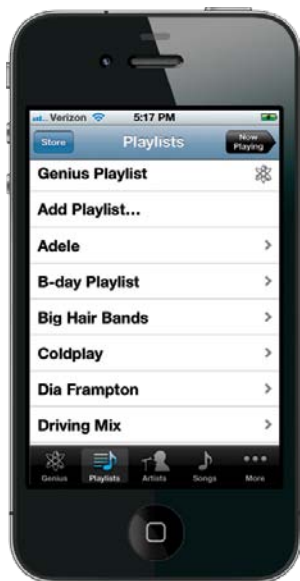 Verizon 5:17 PM
Store Playlists Now Playing
Genius Playlist
Add Playlist...
Adele
B-day Playlist
Big Hair Bands
Coldplay
Dia Frampton
Driving Mix
Genius Playlists Artists Songs More